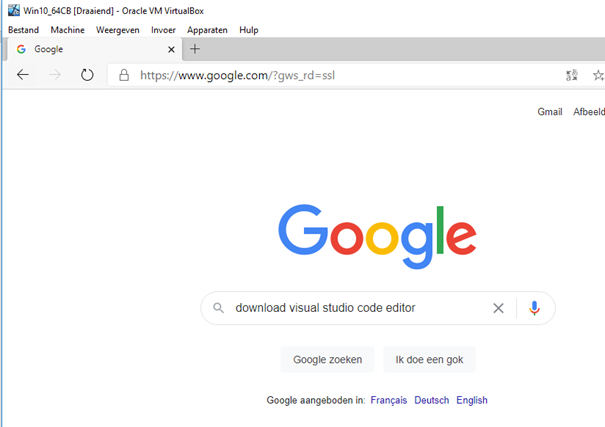 Win10_64CB [Draaiend] - Oracle VM VirtualBox
Bestand Machine Weergeven Invoer Apparaten Hulp
Google
https://www.google.com/?gws_rd=ssl
Gmail Afbeeld
Google
download visual studio code editor
Google zoeken Ik doe een gok
Google aangeboden in: Français Deutsch English